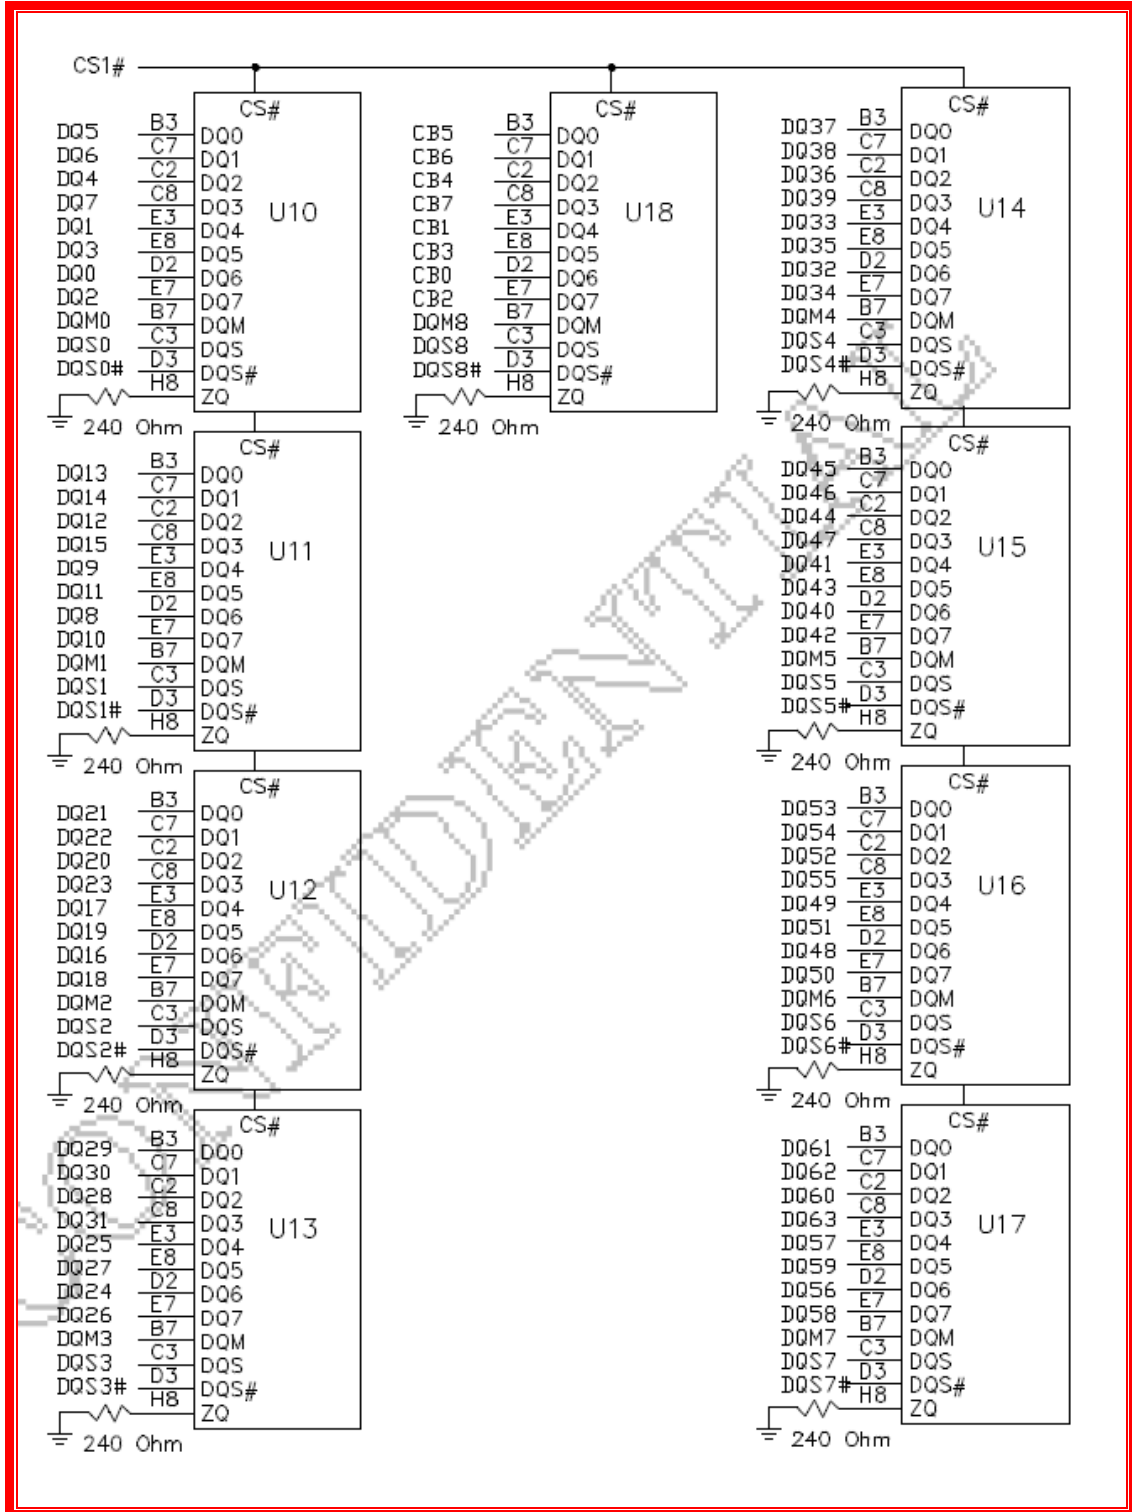 CS1#
CS#
U10
DQ5 B3 DQ0
DQ6 C7 DQ1
DQ4 C2 DQ2
DQ7 C8 DQ3
DQ1 E3 DQ4
DQ3 E8 DQ5
DQ0 D2 DQ6
DQ2 E7 DQ7
DQM0 B7 DQM
DQS0 C3 DQS
DQS0# D3 DQS#
H8 ZQ
240 Ohm
CS#
U11
DQ13 B3 DQ0
DQ14 C7 DQ1
DQ12 C2 DQ2
DQ15 C8 DQ3
DQ9 E3 DQ4
DQ11 E8 DQ5
DQ8 D2 DQ6
DQ10 E7 DQ7
DQM1 B7 DQM
DQS1 C3 DQS
DQS1# D3 DQS#
H8 ZQ
240 Ohm
CS#
U12
DQ21 B3 DQ0
DQ22 C7 DQ1
DQ20 C2 DQ2
DQ23 C8 DQ3
DQ17 E3 DQ4
DQ19 E8 DQ5
DQ16 D2 DQ6
DQ18 E7 DQ7
DQM2 B7 DQM
DQS2 C3 DQS
DQS2# D3 DQS#
H8 ZQ
240 Ohm
CS#
U13
DQ29 B3 DQ0
DQ30 C7 DQ1
DQ28 C2 DQ2
DQ31 C8 DQ3
DQ25 E3 DQ4
DQ27 E8 DQ5
DQ24 D2 DQ6
DQ26 E7 DQ7
DQM3 B7 DQM
DQS3 C3 DQS
DQS3# D3 DQS#
H8 ZQ
240 Ohm
CS#
U18
CB5 B3 DQ0
CB6 C7 DQ1
CB4 C2 DQ2
CB7 C8 DQ3
CB1 E3 DQ4
CB3 E8 DQ5
CB0 D2 DQ6
CB2 E7 DQ7
DQM8 B7 DQM
DQS8 C3 DQS
DQS8# D3 DQS#
H8 ZQ
240 Ohm
CS#
U14
DQ37 B3 DQ0
DQ38 C7 DQ1
DQ36 C2 DQ2
DQ39 C8 DQ3
DQ33 E3 DQ4
DQ35 E8 DQ5
DQ32 D2 DQ6
DQ34 E7 DQ7
DQM4 B7 DQM
DQS4 C3 DQS
DQS4# D3 DQS#
H8 ZQ
240 Ohm
CS#
U15
DQ45 B3 DQ0
DQ46 C7 DQ1
DQ44 C2 DQ2
DQ47 C8 DQ3
DQ41 E3 DQ4
DQ43 E8 DQ5
DQ40 D2 DQ6
DQ42 E7 DQ7
DQM5 B7 DQM
DQS5 C3 DQS
DQS5# D3 DQS#
H8 ZQ
240 Ohm
CS#
U16
DQ53 B3 DQ0
DQ54 C7 DQ1
DQ52 C2 DQ2
DQ55 C8 DQ3
DQ49 E3 DQ4
DQ51 E8 DQ5
DQ48 D2 DQ6
DQ50 E7 DQ7
DQM6 B7 DQM
DQS6 C3 DQS
DQS6# D3 DQS#
H8 ZQ
240 Ohm
CS#
U17
DQ61 B3 DQ0
DQ62 C7 DQ1
DQ60 C2 DQ2
DQ63 C8 DQ3
DQ57 E3 DQ4
DQ59 E8 DQ5
DQ56 D2 DQ6
DQ58 E7 DQ7
DQM7 B7 DQM
DQS7 C3 DQS
DQS7# D3 DQS#
H8 ZQ
240 Ohm
CONFIDENTIAL